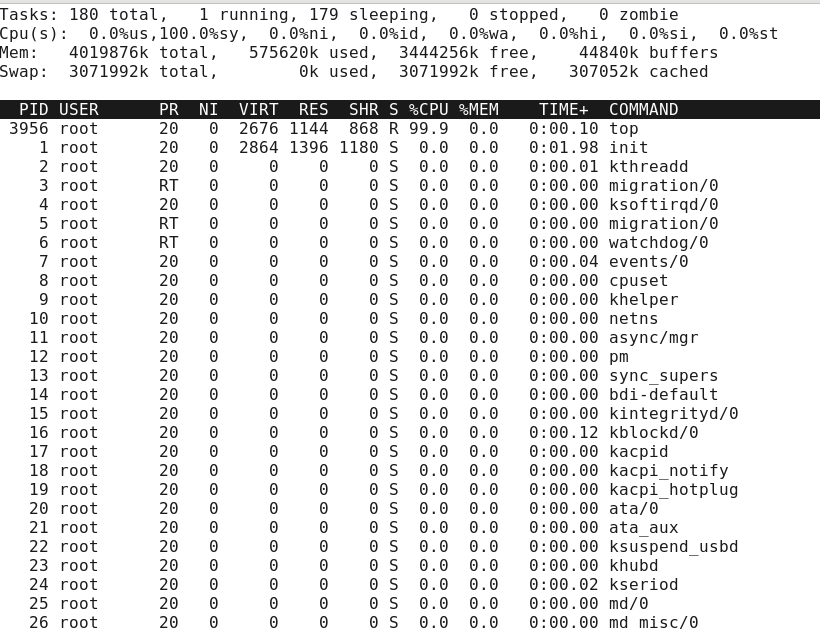 Tasks: 180 total,   1 running, 179 sleeping,   0 stopped,   0 zombie
Cpu(s):  0.0%us,100.0%sy,  0.0%ni,  0.0%id,  0.0%wa,  0.0%hi,  0.0%si,  0.0%st
Mem:   4019876k total,   575620k used,  3444256k free,    44840k buffers
Swap:  3071992k total,        0k used,  3071992k free,   307052k cached
  PID USER      PR  NI  VIRT  RES  SHR S %CPU %MEM    TIME+  COMMAND
 3956 root      20   0  2676 1144  868 R 99.9  0.0   0:00.10 top
    1 root      20   0  2864 1396 1180 S  0.0  0.0   0:01.98 init
    2 root      20   0     0    0    0 S  0.0  0.0   0:00.01 kthreadd
    3 root      RT   0     0    0    0 S  0.0  0.0   0:00.00 migration/0
    4 root      20   0     0    0    0 S  0.0  0.0   0:00.00 ksoftirqd/0
    5 root      RT   0     0    0    0 S  0.0  0.0   0:00.00 migration/0
    6 root      RT   0     0    0    0 S  0.0  0.0   0:00.00 watchdog/0
    7 root      20   0     0    0    0 S  0.0  0.0   0:00.04 events/0
    8 root      20   0     0    0    0 S  0.0  0.0   0:00.00 cpuset
    9 root      20   0     0    0    0 S  0.0  0.0   0:00.00 khelper
   10 root      20   0     0    0    0 S  0.0  0.0   0:00.00 netns
   11 root      20   0     0    0    0 S  0.0  0.0   0:00.00 async/mgr
   12 root      20   0     0    0    0 S  0.0  0.0   0:00.00 pm
   13 root      20   0     0    0    0 S  0.0  0.0   0:00.00 sync_supers
   14 root      20   0     0    0    0 S  0.0  0.0   0:00.00 bdi-default
   15 root      20   0     0    0    0 S  0.0  0.0   0:00.00 kintegrityd/0
   16 root      20   0     0    0    0 S  0.0  0.0   0:00.12 kblockd/0
   17 root      20   0     0    0    0 S  0.0  0.0   0:00.00 kacpid
   18 root      20   0     0    0    0 S  0.0  0.0   0:00.00 kacpi_notify
   19 root      20   0     0    0    0 S  0.0  0.0   0:00.00 kacpi_hotplug
   20 root      20   0     0    0    0 S  0.0  0.0   0:00.00 ata/0
   21 root      20   0     0    0    0 S  0.0  0.0   0:00.00 ata_aux
   22 root      20   0     0    0    0 S  0.0  0.0   0:00.00 ksuspend_usbd
   23 root      20   0     0    0    0 S  0.0  0.0   0:00.00 khubd
   24 root      20   0     0    0    0 S  0.0  0.0   0:00.02 kseriod
   25 root      20   0     0    0    0 S  0.0  0.0   0:00.00 md/0
   26 root      20   0     0    0    0 S  0.0  0.0   0:00.00 md_misc/0